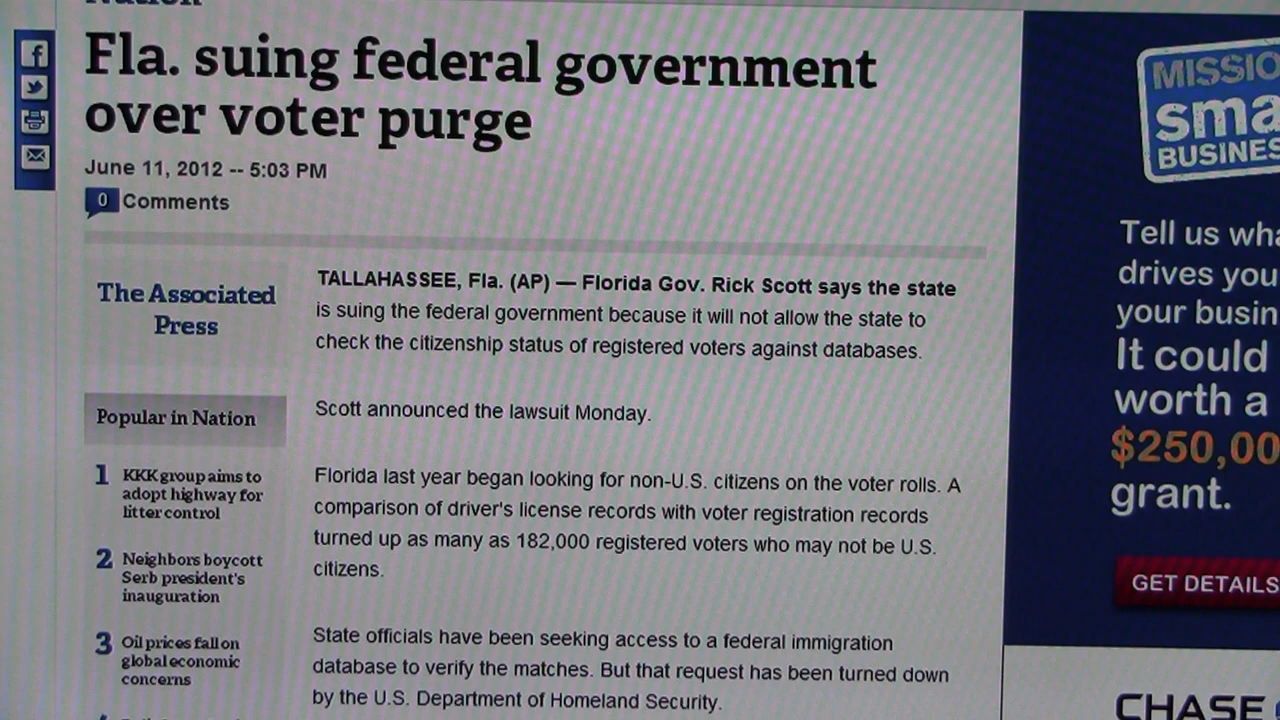 Nation
Fla. suing federal government
over voter purge
June 11, 2012 -- 5:03 PM
0 Comments
The Associated
Press
TALLAHASSEE, Fla. (AP) — Florida Gov. Rick Scott says the state
is suing the federal government because it will not allow the state to
check the citizenship status of registered voters against databases.
Scott announced the lawsuit Monday.
Florida last year began looking for non-U.S. citizens on the voter rolls. A
comparison of driver's license records with voter registration records
turned up as many as 182,000 registered voters who may not be U.S.
citizens.
State officials have been seeking access to a federal immigration
database to verify the matches. But that request has been turned down
by the U.S. Department of Homeland Security.
Popular in Nation
1 KKK group aims to
adopt highway for
litter control
2 Neighbors boycott
Serb president's
inauguration
3 Oil prices fall on
global economic
concerns
MISSIO
sma
BUSINES
Tell us wha
drives you
your busin
It could
worth a
$250,00
grant.
GET DETAILS
CHASE